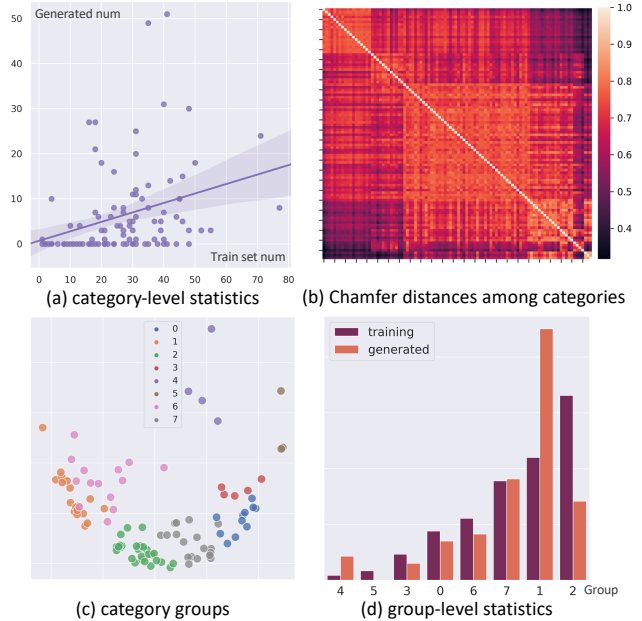 Generated num
50
40
30
20
10
0
0 10 20 30 40 50 60 70 80
Train set num
(a) category-level statistics
1.0
0.9
0.8
0.7
0.6
0.5
0.4
(b) Chamfer distances among categories
0
1
2
3
4
5
6
7
(c) category groups
training
generated
4 5 3 0 6 7 1 2 Group
(d) group-level statistics